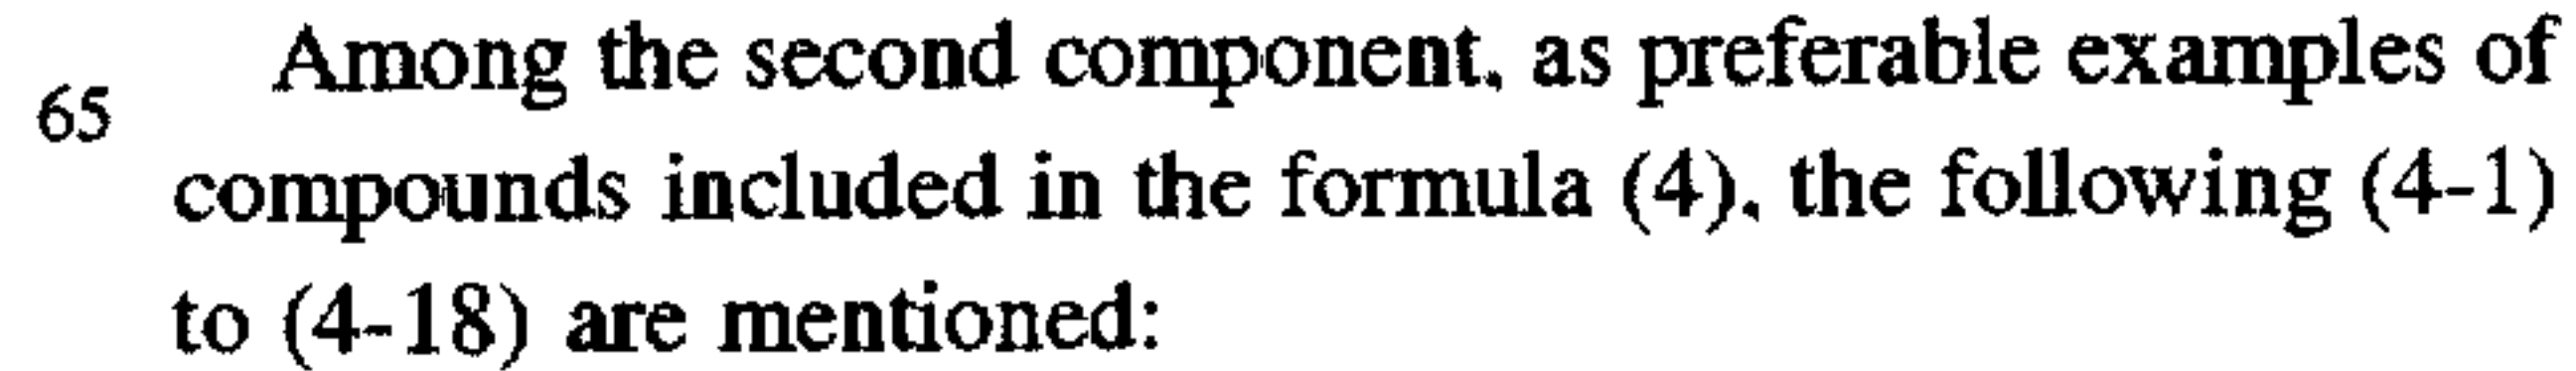 Among the second component, as preferable examples of
65
compounds included in the formula (4), the following (4-1)
to (4-18) are mentioned: